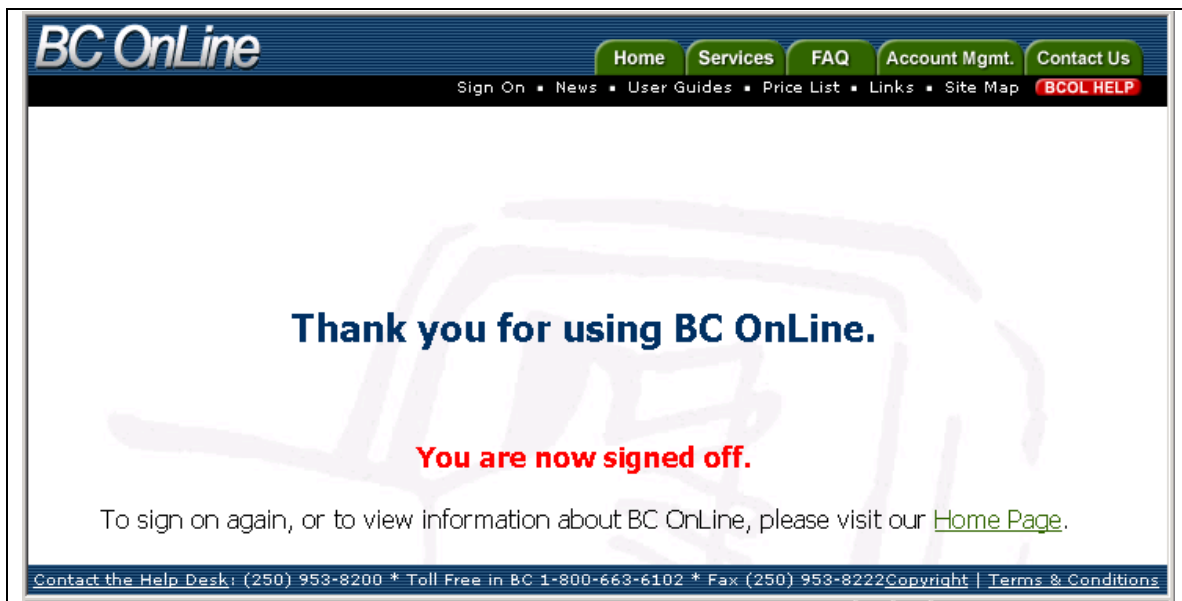 BC OnLine
Home Services FAQ Account Mgmt. Contact Us
Sign On ▪ News ▪ User Guides ▪ Price List ▪ Links ▪ Site Map BCOL HELP
Thank you for using BC OnLine.
You are now signed off.
To sign on again, or to view information about BC OnLine, please visit our Home Page.
Contact the Help Desk: (250) 953-8200 * Toll Free in BC 1-800-663-6102 * Fax (250) 953-8222Copyright | Terms & Conditions